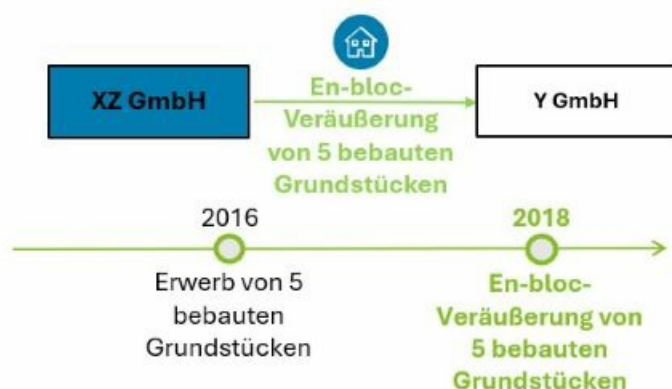 XZ GmbH
En-bloc-
Veräußerung
von 5 bebauten
Grundstücken
Y GmbH
2016
Erwerb von 5
bebauten
Grundstücken
2018
En-bloc-
Veräußerung von
5 bebauten
Grundstücken